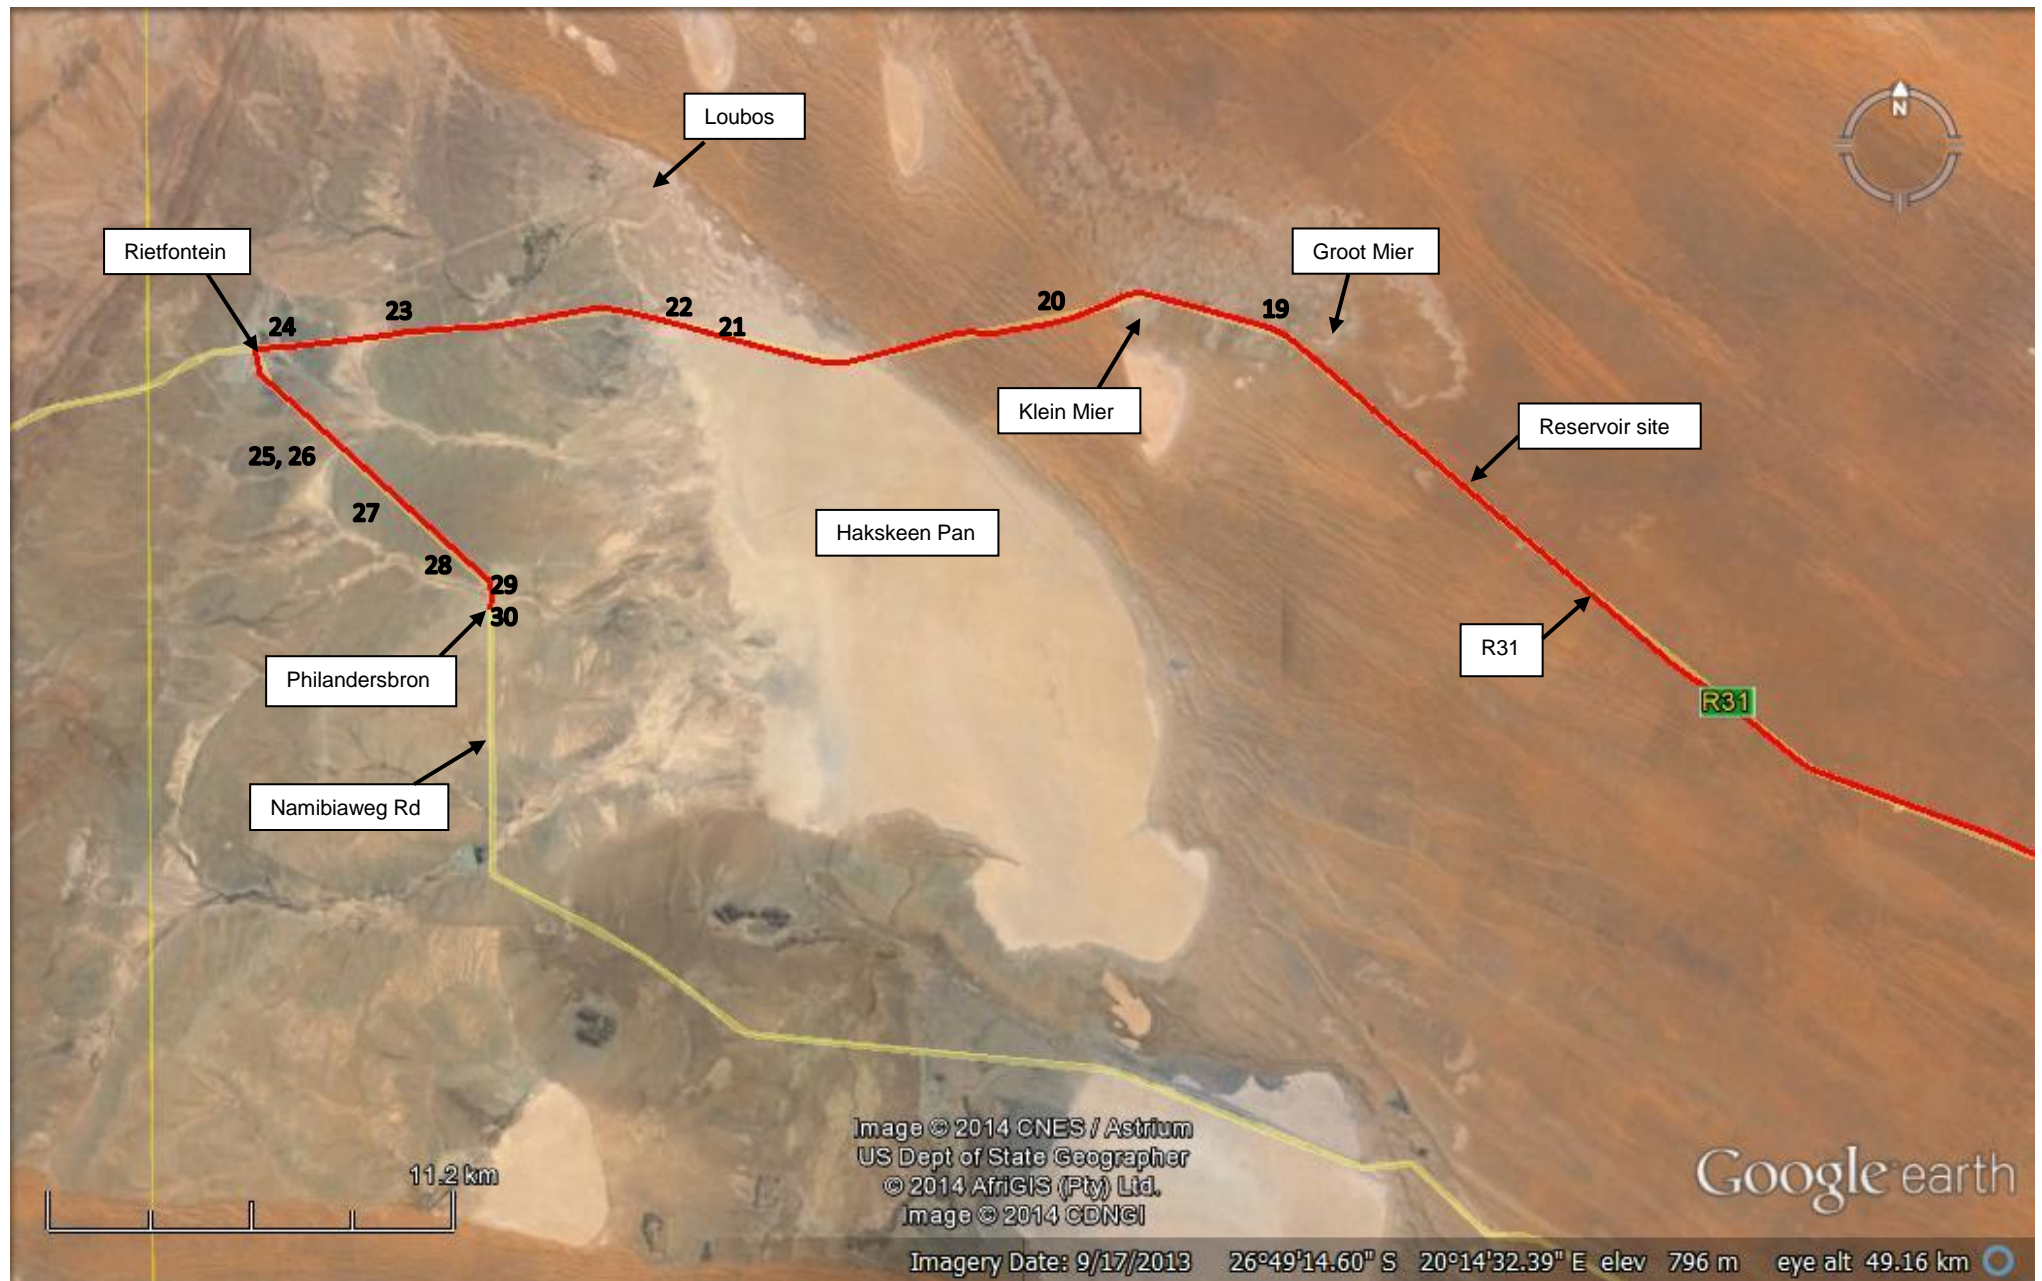 Loubos
N
Rietfontein
Groot Mier
24
23
22
21
20
19
Klein Mier
Reservoir site
25, 26
27
Hakskeen Pan
28
29
30
R31
Philandersbron
R31
Namibiaweg Rd
11.2 km
Image © 2014 CNES / Astrium
US Dept of State Geographer
© 2014 AfriGIS (Pty) Ltd.
Image © 2014 CDNGI
Google earth
Imagery Date: 9/17/2013 26°49'14.60" S 20°14'32.39" E elev 796 m eye alt 49.16 km